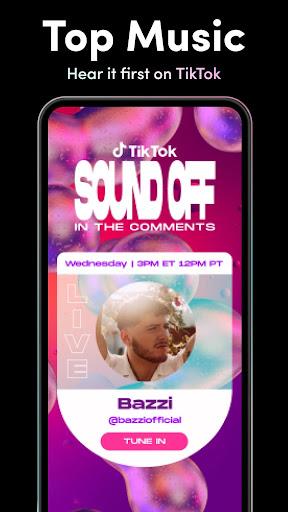 Top Music
Hear it first on TikTok
TikTok
SOUND OFF
IN THE COMMENTS
Wednesday | 3PM ET 12PM PT
LIVE
Bazzi
@bazziofficial
TUNE IN